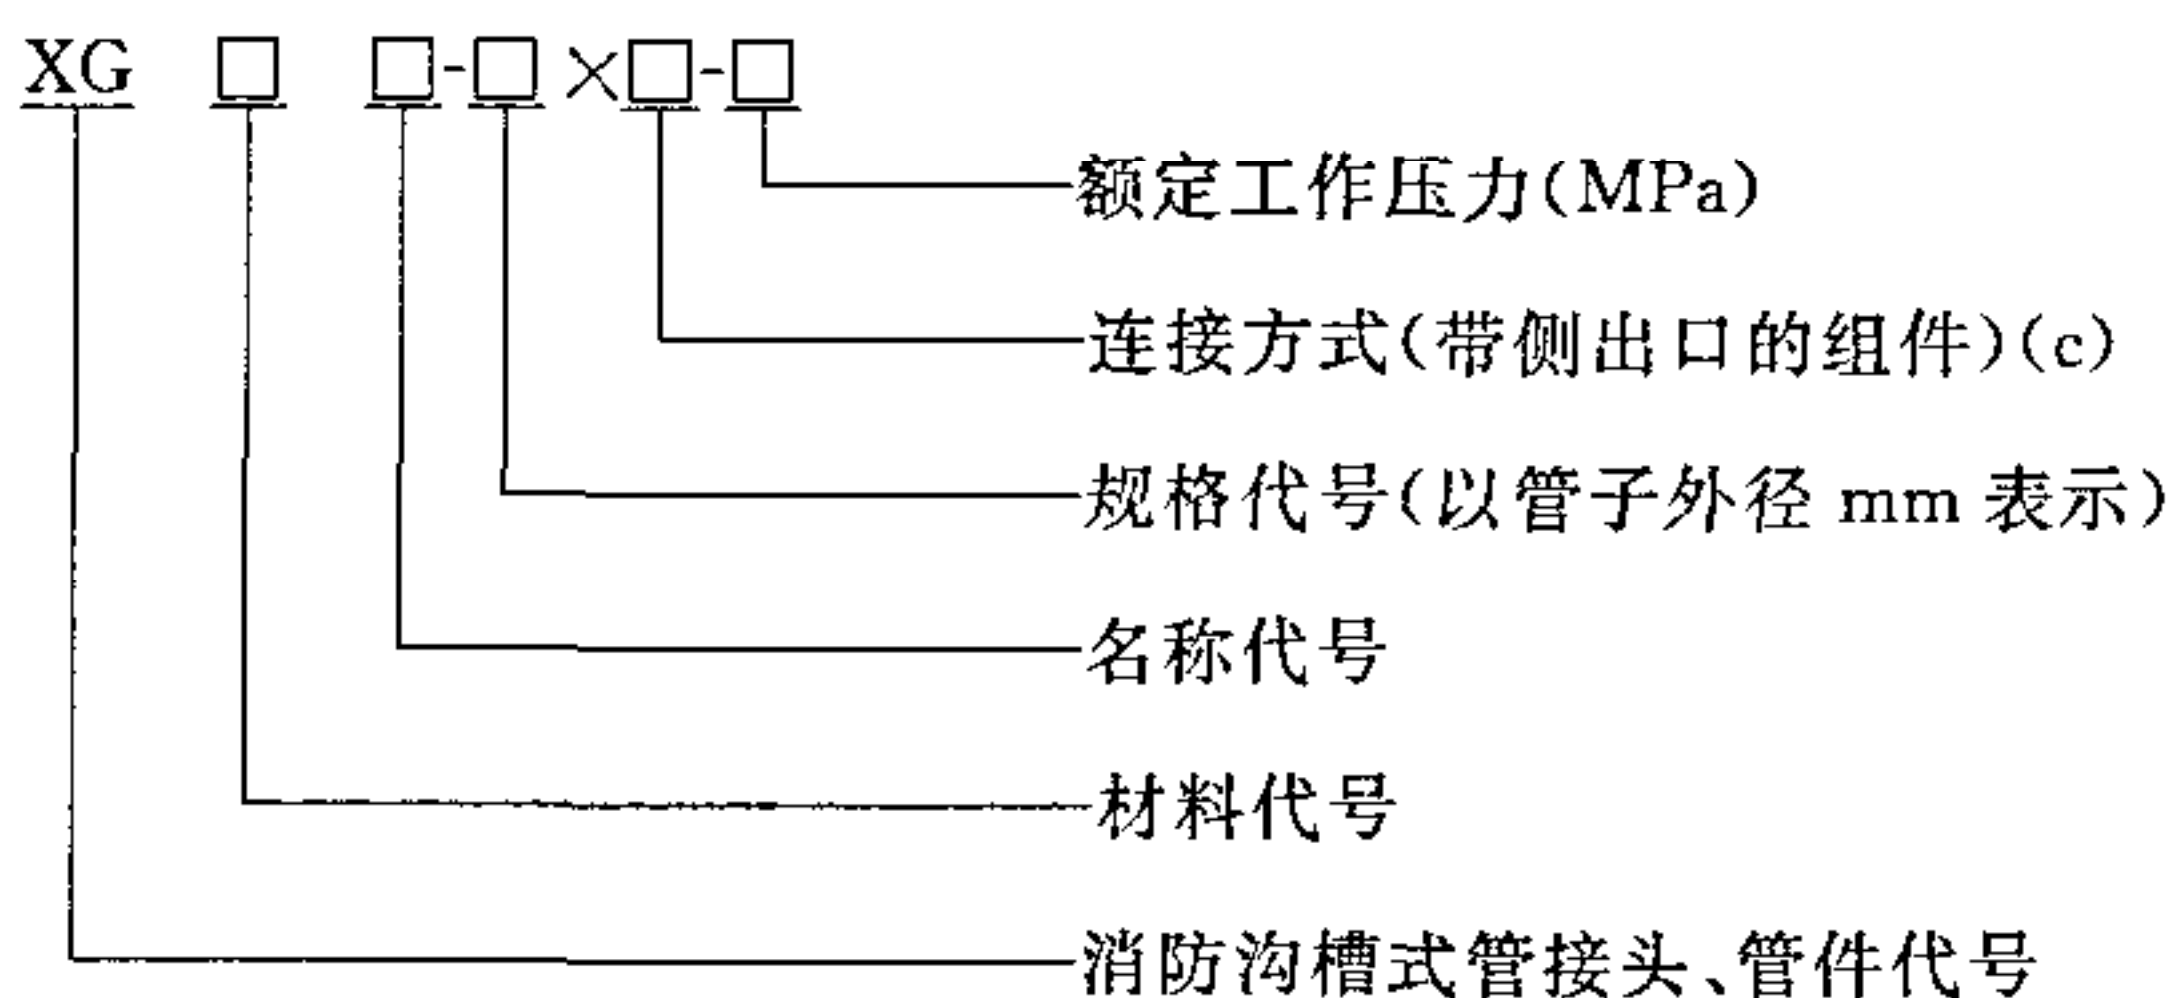 XG □ □-□×□-□
额定工作压力(MPa)
连接方式(带侧出口的组件)(c)
规格代号(以管子外径 mm 表示)
名称代号
材料代号
消防沟槽式管接头、管件代号